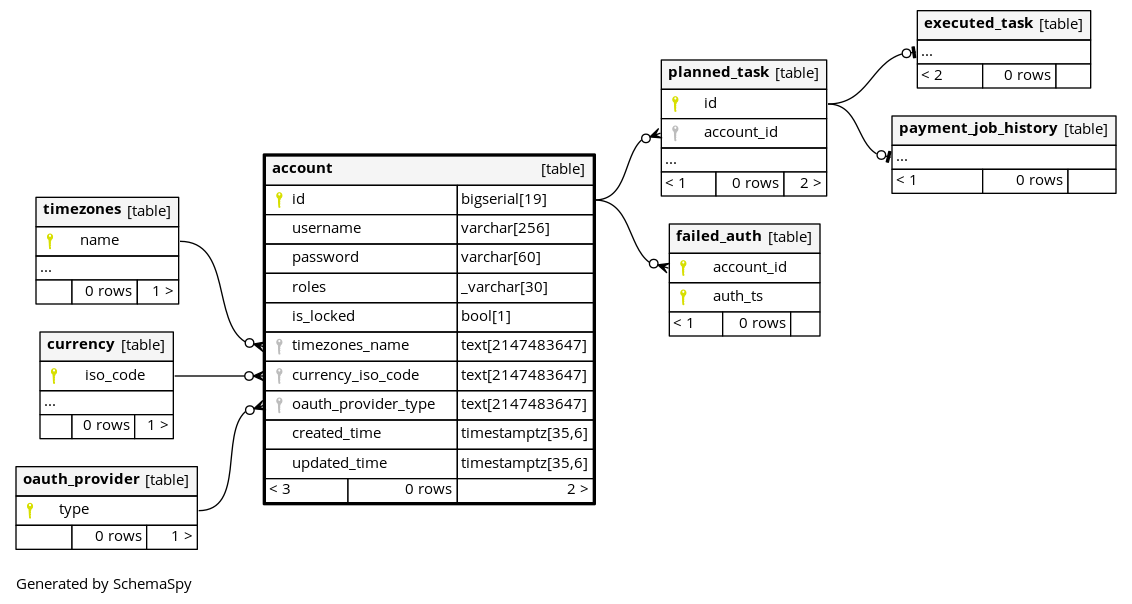 executed_task [table]
...
< 2 0 rows
planned_task [table]
id
account_id
...
< 1 0 rows 2 >
payment_job_history [table]
...
< 1 0 rows
account [table]
id bigserial[19]
username varchar[256]
password varchar[60]
roles _varchar[30]
is_locked bool[1]
timezones_name text[2147483647]
currency_iso_code text[2147483647]
oauth_provider_type text[2147483647]
created_time timestamptz[35,6]
updated_time timestamptz[35,6]
< 3 0 rows 2 >
timezones [table]
name
...
0 rows 1 >
failed_auth [table]
account_id
auth_ts
< 1 0 rows
currency [table]
iso_code
...
0 rows 1 >
oauth_provider [table]
type
0 rows 1 >
Generated by SchemaSpy